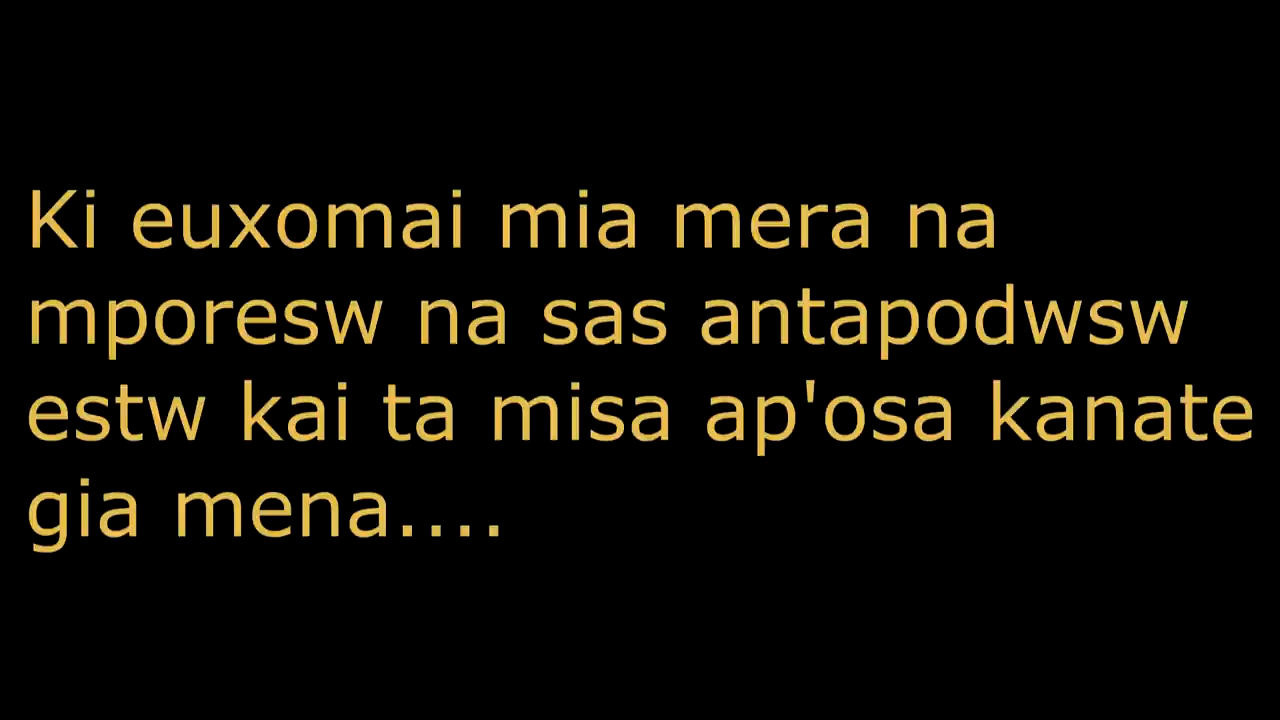 Ki euxomai mia mera na
mporesw na sas antapodwsw
estw kai ta misa ap'osa kanate
gia mena....